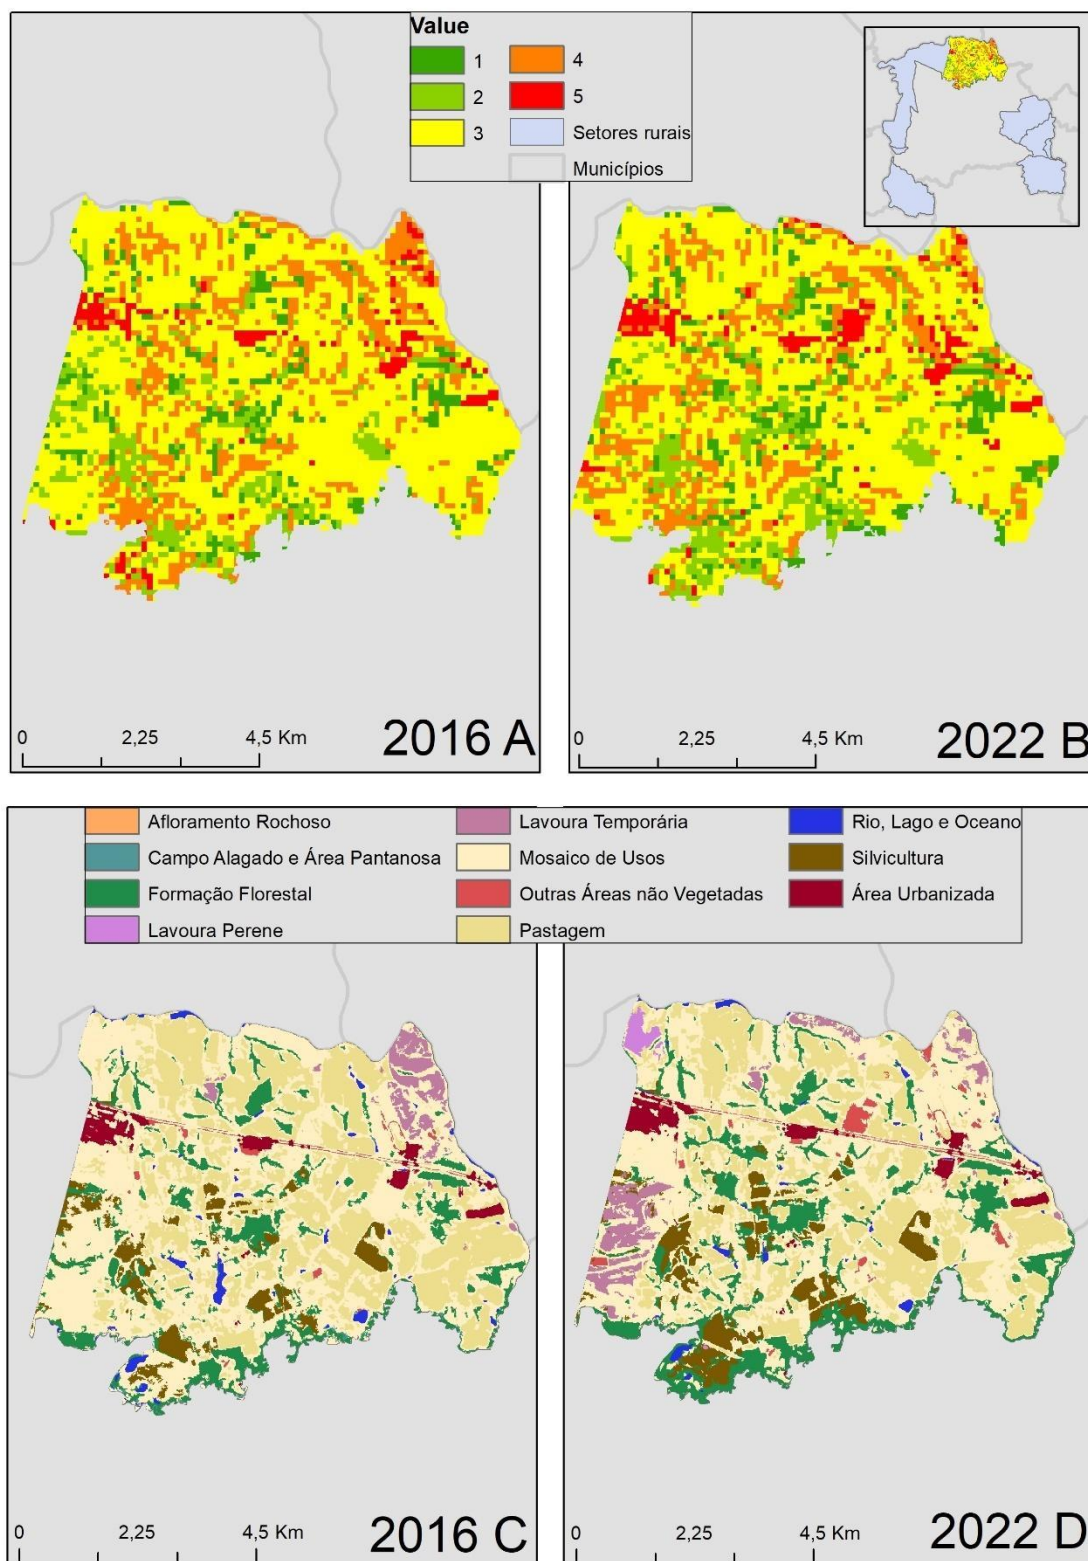 Value
1 4
2 5
3 Setores rurais
Municípios
0 2,25 4,5 Km 2016 A
0 2,25 4,5 Km 2022 B
Afloramento Rochoso Lavoura Temporária Rio, Lago e Oceano
Campo Alagado e Área Pantanosa Mosaico de Usos Silvicultura
Formação Florestal Outras Áreas não Vegetadas Área Urbanizada
Lavoura Perene Pastagem
0 2,25 4,5 Km 2016 C
0 2,25 4,5 Km 2022 D